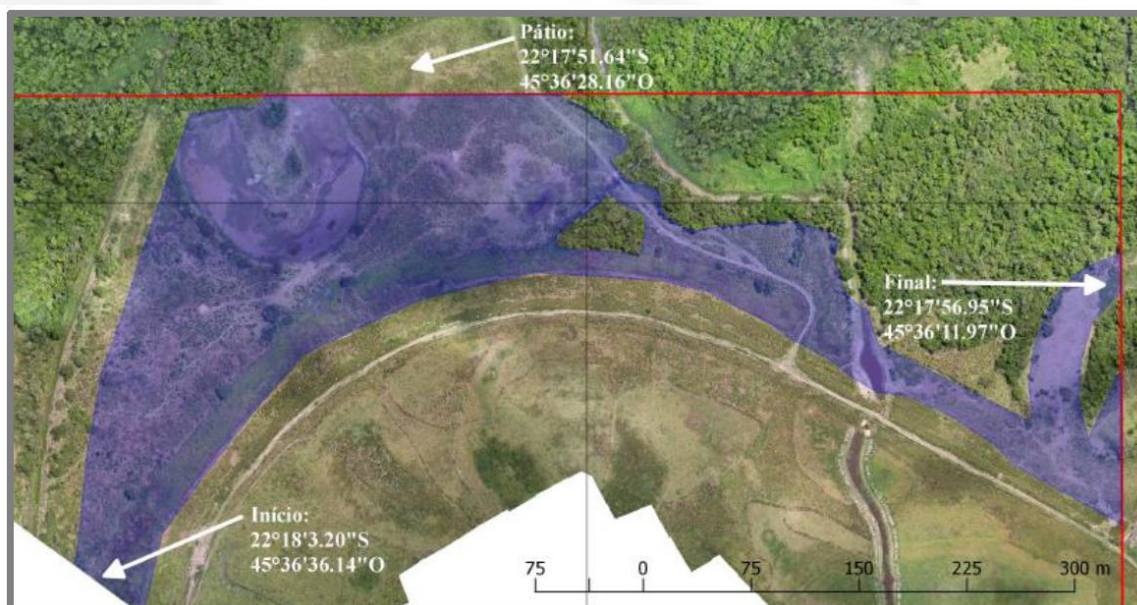 Pátio:
22°17'51.64"S
45°36'28.16"O
Final:
22°17'56.95"S
45°36'11.97"O
Início:
22°18'3.20"S
45°36'36.14"O
75 0 75 150 225 300 m